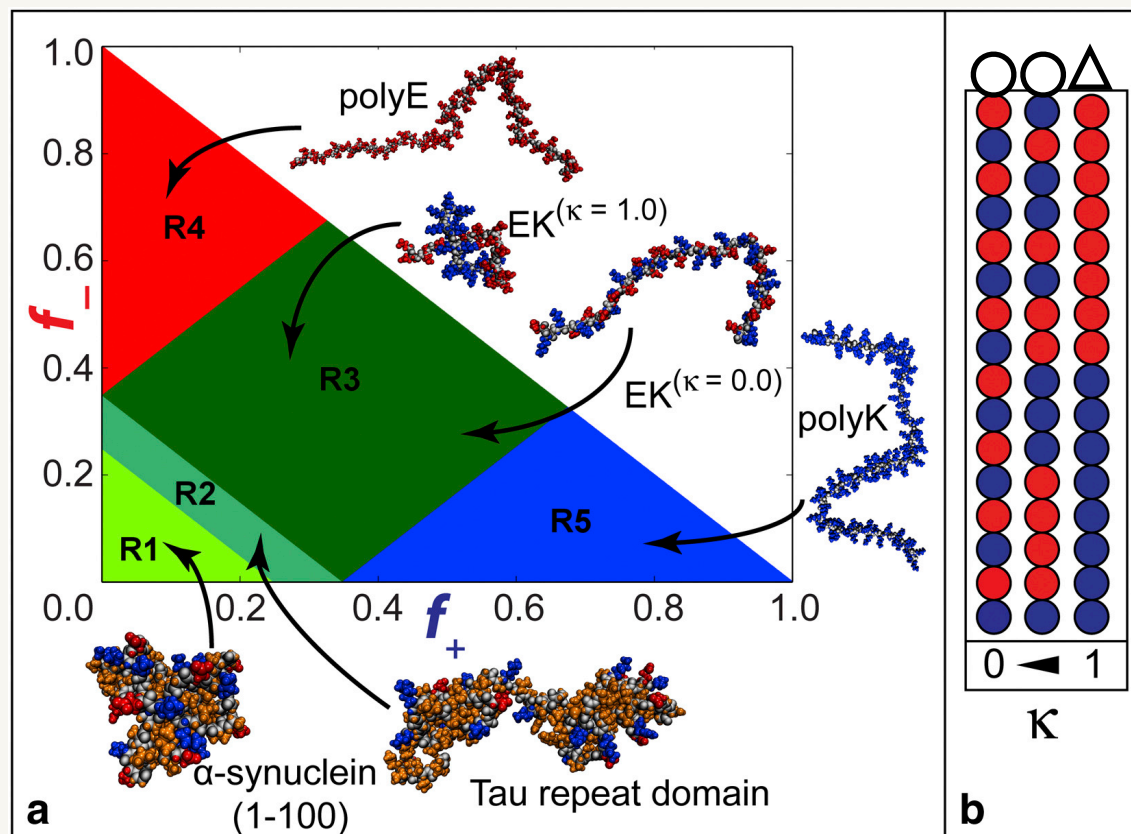 1.0
polyE
0.8
EK(κ = 1.0)
R4
0.6
f_
R3
0.4
EK(κ = 0.0)
polyK
0.2
R2
R5
R1
0.0
0.2
0.4
0.6
0.8
1.0
f+
α-synuclein
(1-100)
Tau repeat domain
a
0 ◄ 1
κ
b